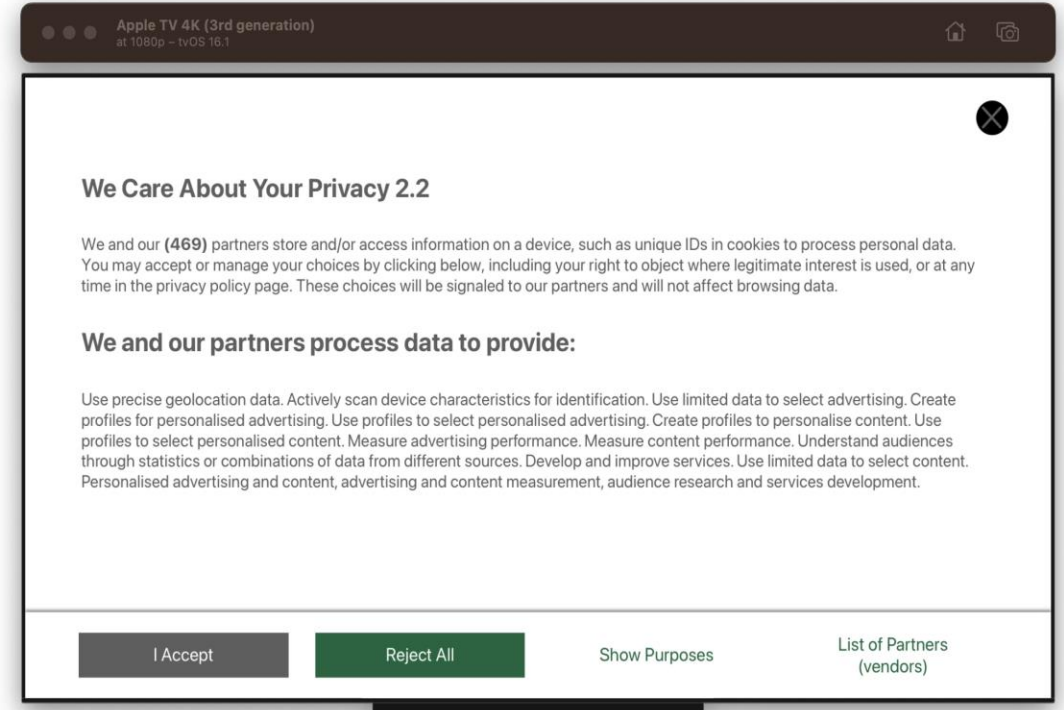 Apple TV 4K (3rd generation)
at 1080p – tvOS 16.1
We Care About Your Privacy 2.2
We and our (469) partners store and/or access information on a device, such as unique IDs in cookies to process personal data.
You may accept or manage your choices by clicking below, including your right to object where legitimate interest is used, or at any
time in the privacy policy page. These choices will be signaled to our partners and will not affect browsing data.
We and our partners process data to provide:
Use precise geolocation data. Actively scan device characteristics for identification. Use limited data to select advertising. Create
profiles for personalised advertising. Use profiles to select personalised advertising. Create profiles to personalise content. Use
profiles to select personalised content. Measure advertising performance. Measure content performance. Understand audiences
through statistics or combinations of data from different sources. Develop and improve services. Use limited data to select content.
Personalised advertising and content, advertising and content measurement, audience research and services development.
I Accept
Reject All
Show Purposes
List of Partners
(vendors)